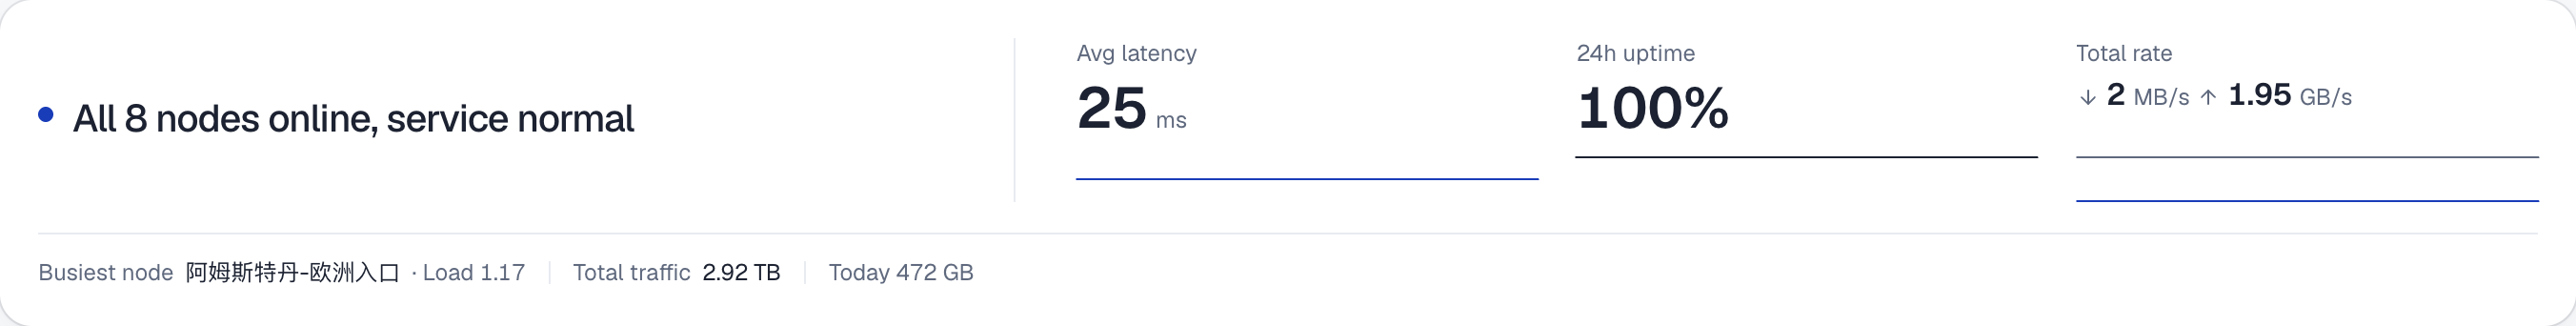 All 8 nodes online, service normal
Avg latency
25 ms
24h uptime
100%
Total rate
↓ 2 MB/s ↑ 1.95 GB/s
Busiest node 阿姆斯特丹-欧洲入口 · Load 1.17
Total traffic 2.92 TB
Today 472 GB